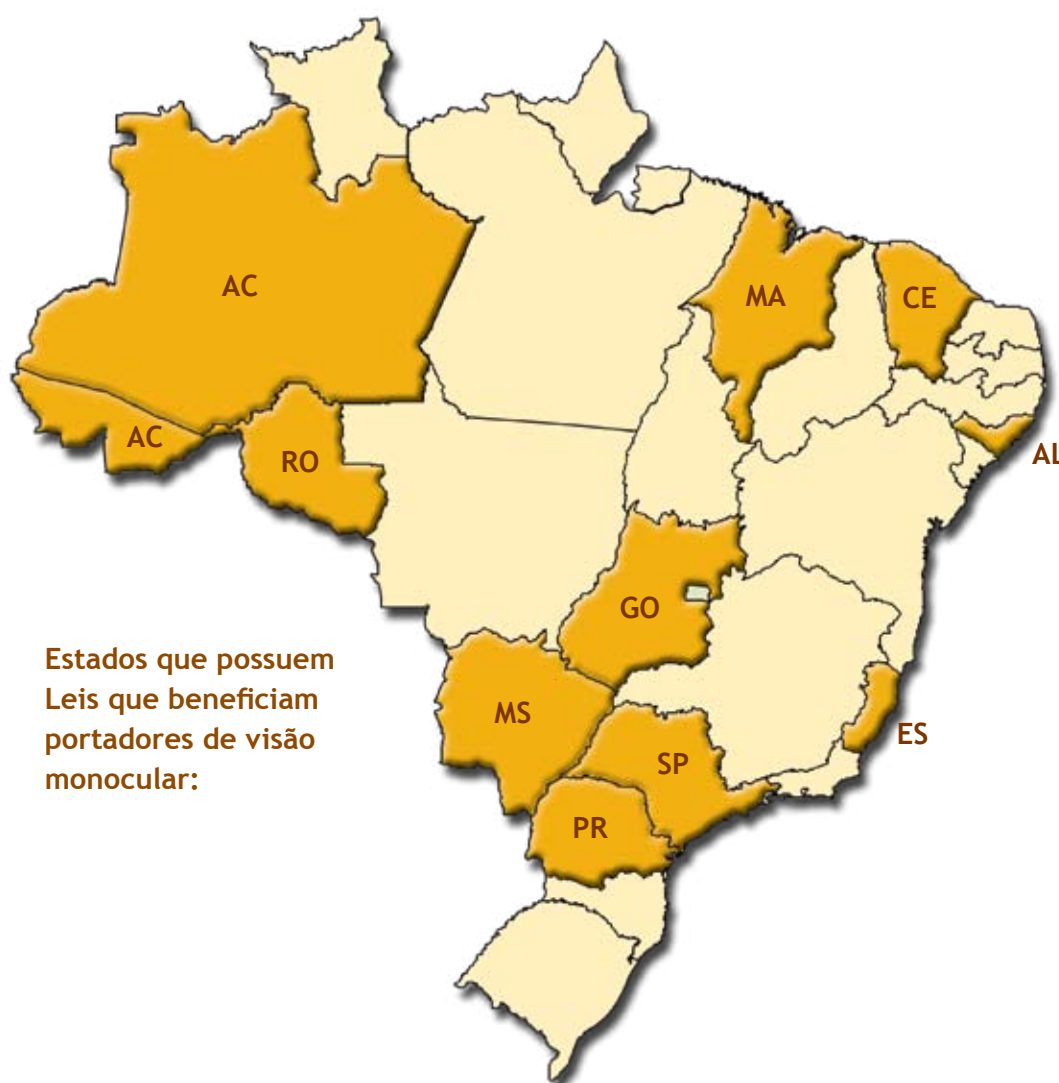 AC
MA
CE
AC
RO
AL
GO
Estados que possuem
Leis que beneficiam
portadores de visão
monocular:
MS
ES
SP
PR